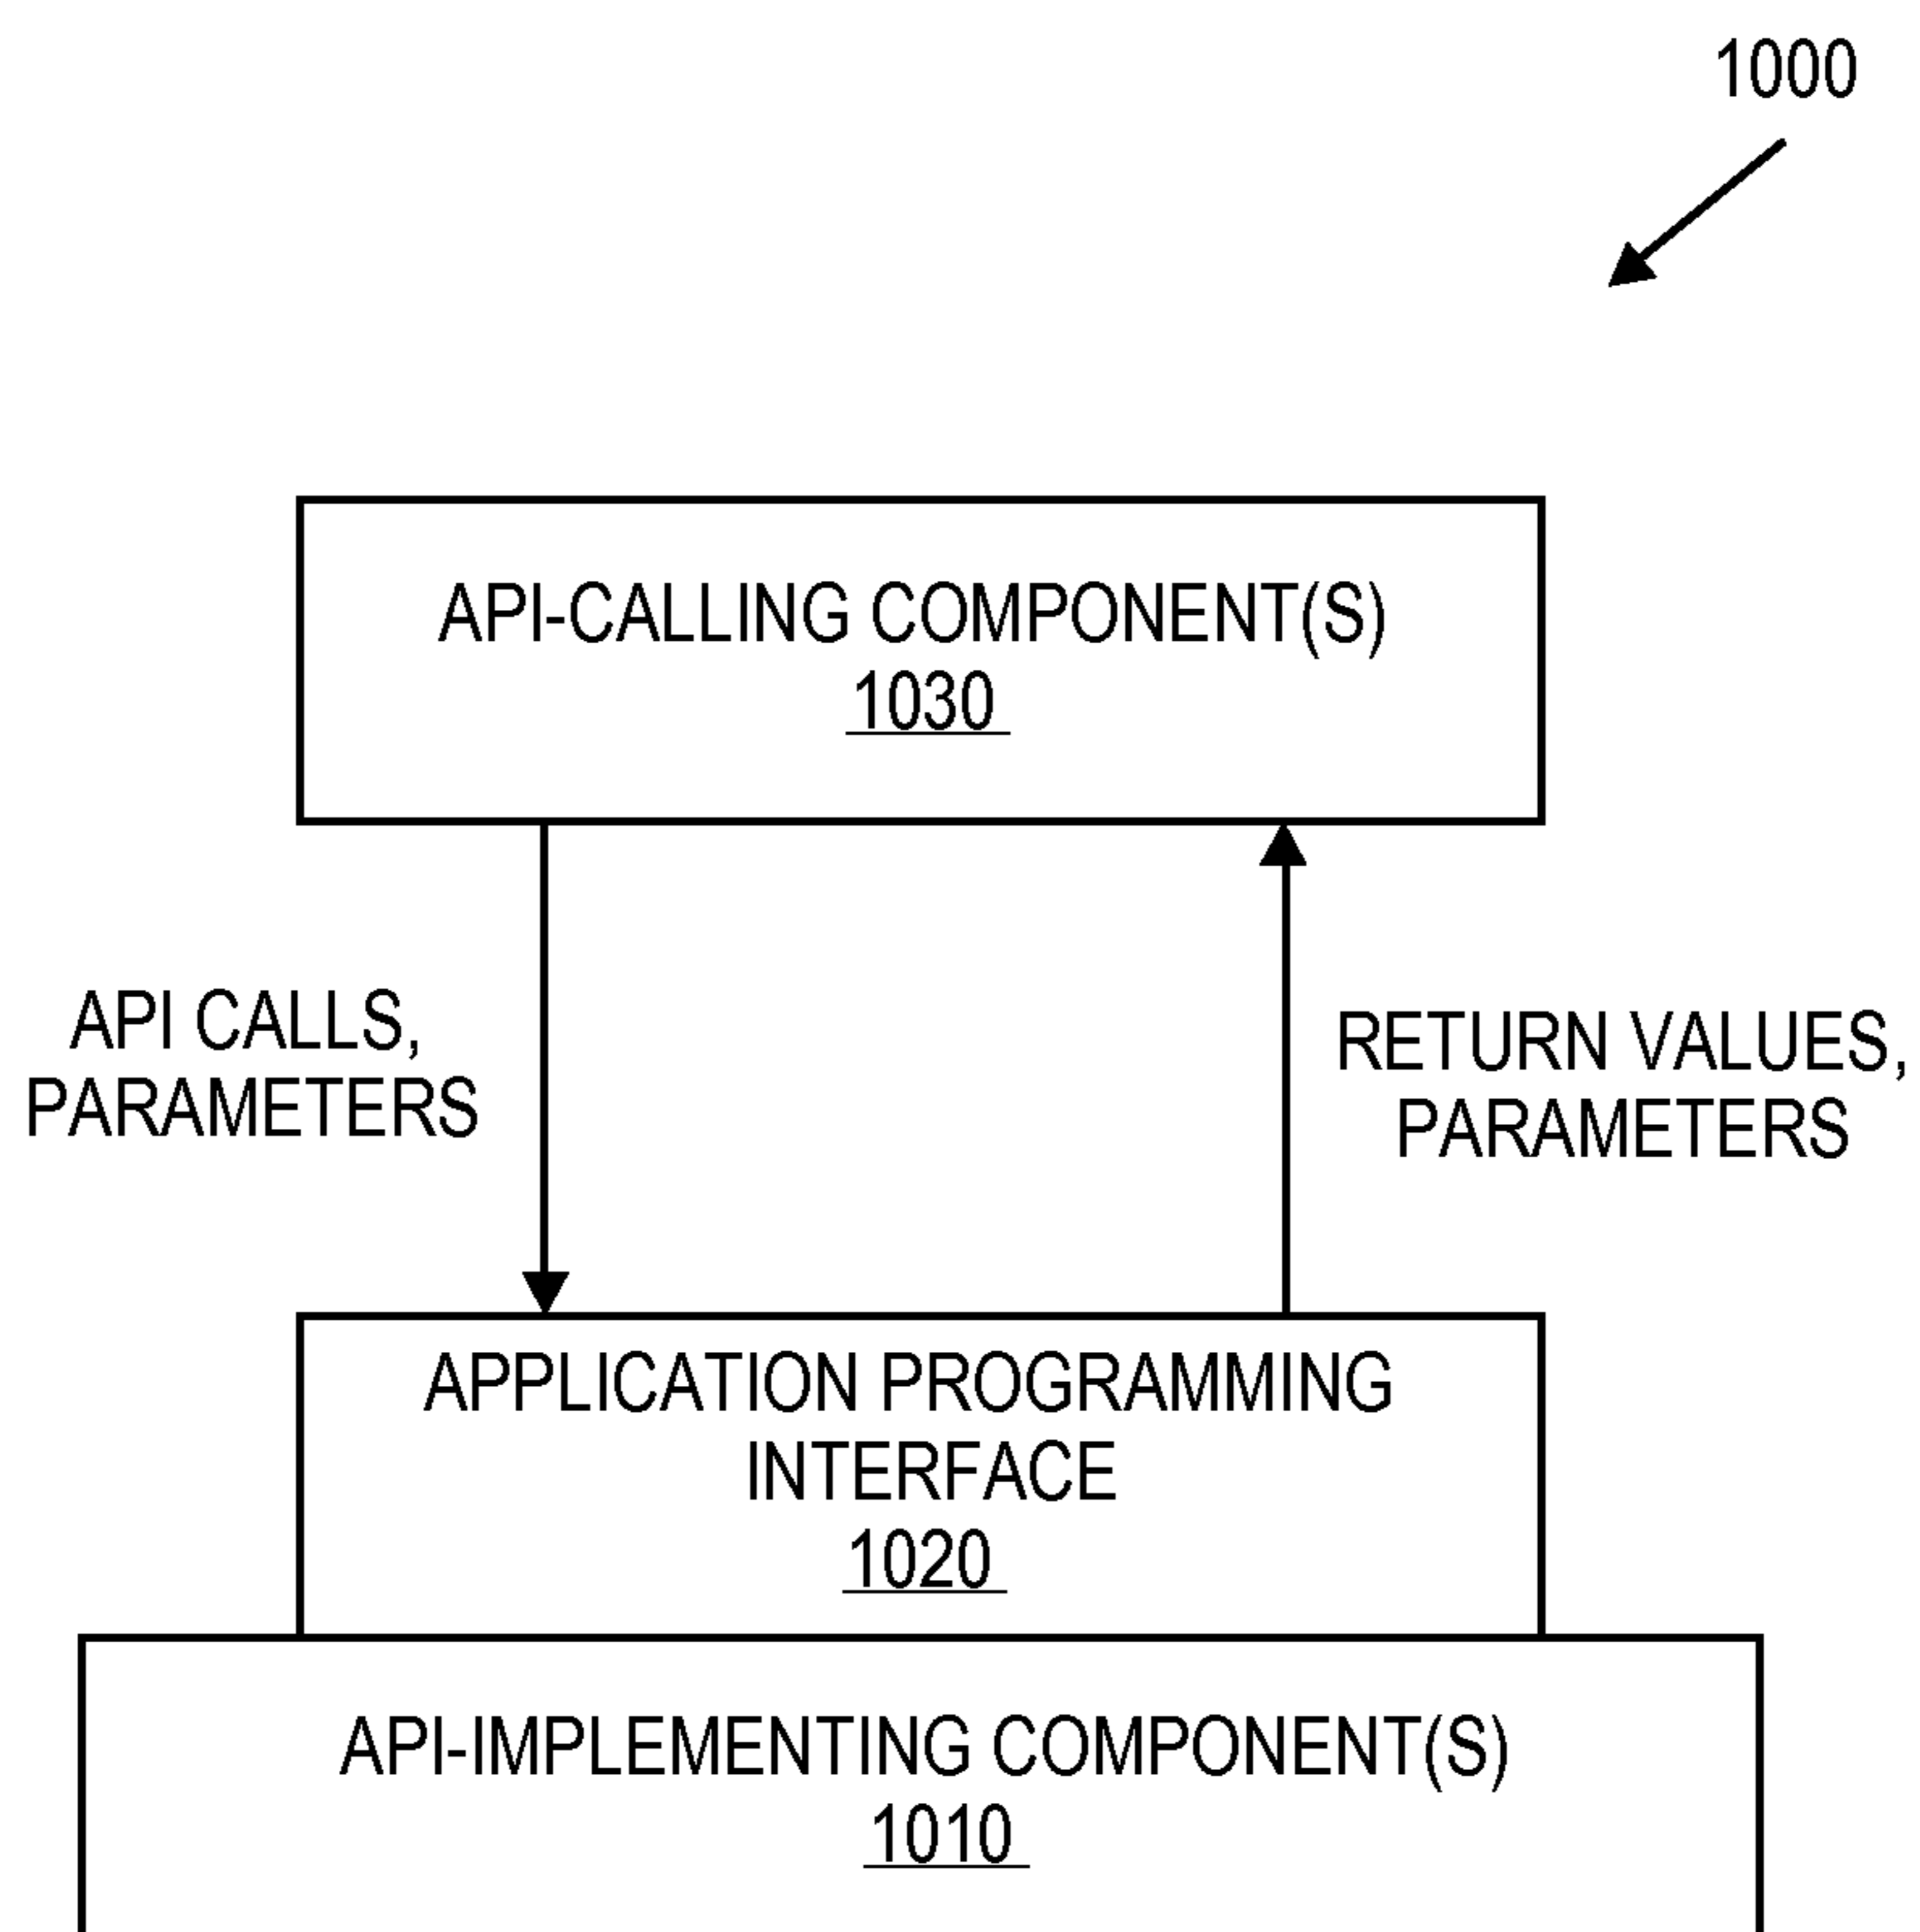 1000
API-CALLING COMPONENT(S)
1030
API CALLS,
PARAMETERS
RETURN VALUES,
PARAMETERS
APPLICATION PROGRAMMING
INTERFACE
1020
API-IMPLEMENTING COMPONENT(S)
1010